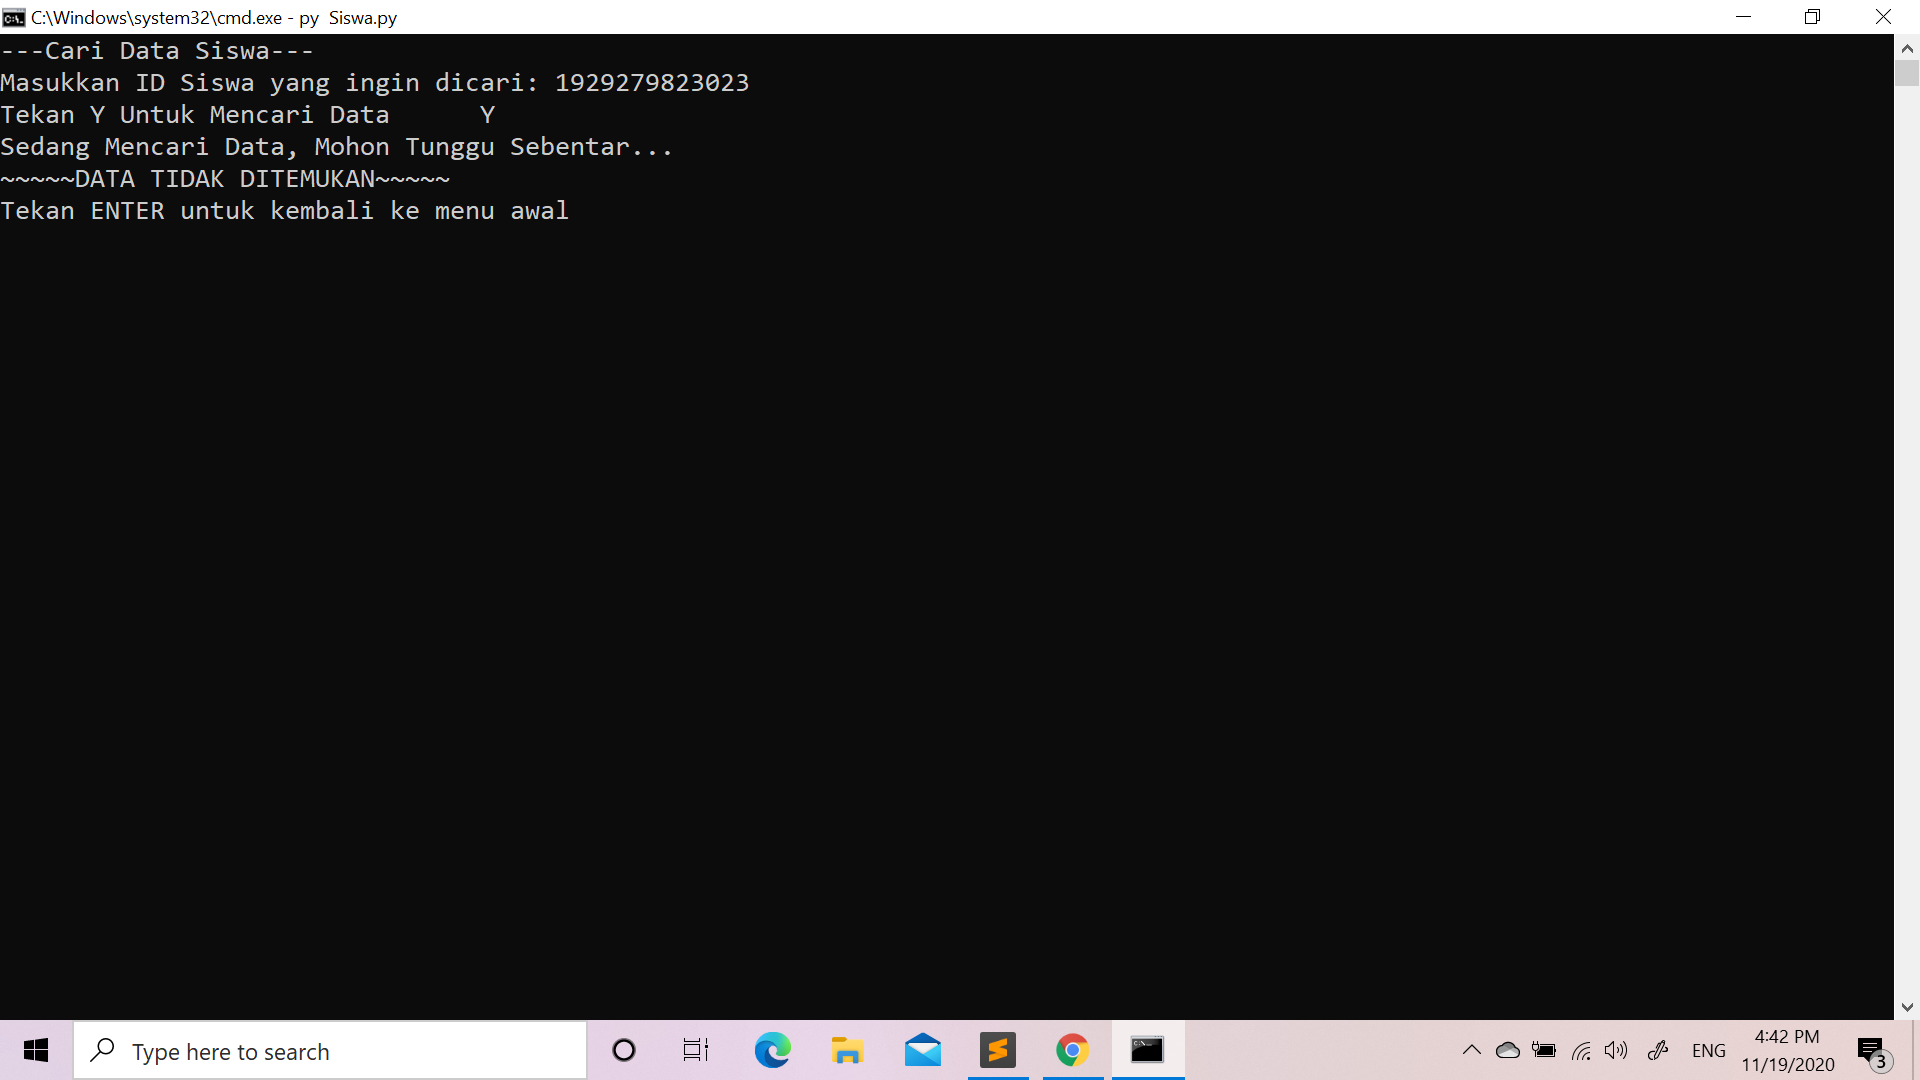 C:\Windows\system32\cmd.exe - py  Siswa.py
---Cari Data Siswa---
Masukkan ID Siswa yang ingin dicari: 1929279823023
Tekan Y Untuk Mencari Data      Y
Sedang Mencari Data, Mohon Tunggu Sebentar...
~~~~~DATA TIDAK DITEMUKAN~~~~~
Tekan ENTER untuk kembali ke menu awal
Type here to search
ENG
4:42 PM
11/19/2020
3